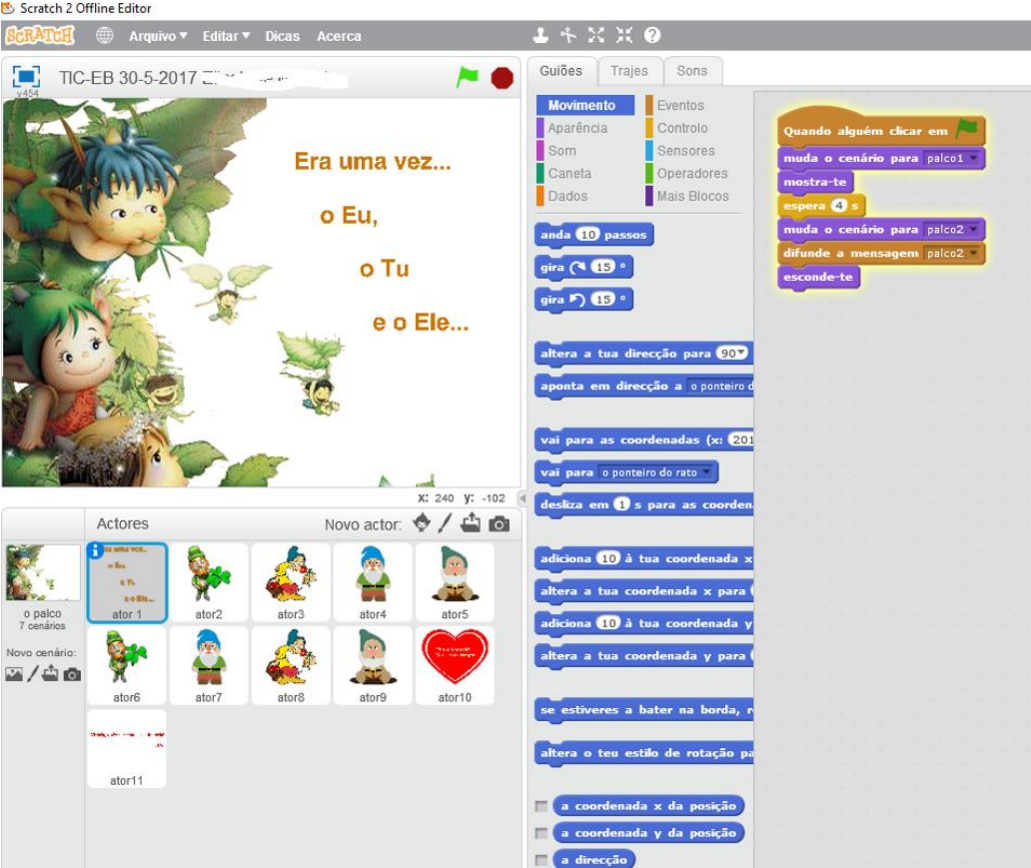 Scratch 2 Offline Editor
SCRATCH Arquivo Editar Dicas Acerca
v454
TIC-EB 30-5-2017
Era uma vez...
o Eu,
o Tu
e o Ele...
X: 240 y: -102
Actores
Novo actor:
o palco
7 cenários
Novo cenário:
ator 1
ator2
ator3
ator4
ator5
ator6
ator7
ator8
ator9
ator10
ator11
Guiões Trajes Sons
Movimento
Aparência
Som
Caneta
Dados
Eventos
Controlo
Sensores
Operadores
Mais Blocos
anda 10 passos
gira 15 °
gira 15 °
altera a tua direcção para 90
aponta em direcção a o ponteiro d
vai para as coordenadas (x: 201
vai para o ponteiro do rato
desliza em 1 s para as coorden
adiciona 10 à tua coordenada x
altera a tua coordenada x para
adiciona 10 à tua coordenada y
altera a tua coordenada y para
se estiveres a bater na borda, r
altera o teu estilo de rotação pa
a coordenada x da posição
a coordenada y da posição
a direcção
Quando alguém clicar em
muda o cenário para palco1
mostra-te
espera 4 s
muda o cenário para palco2
difunde a mensagem palco2
esconde-te